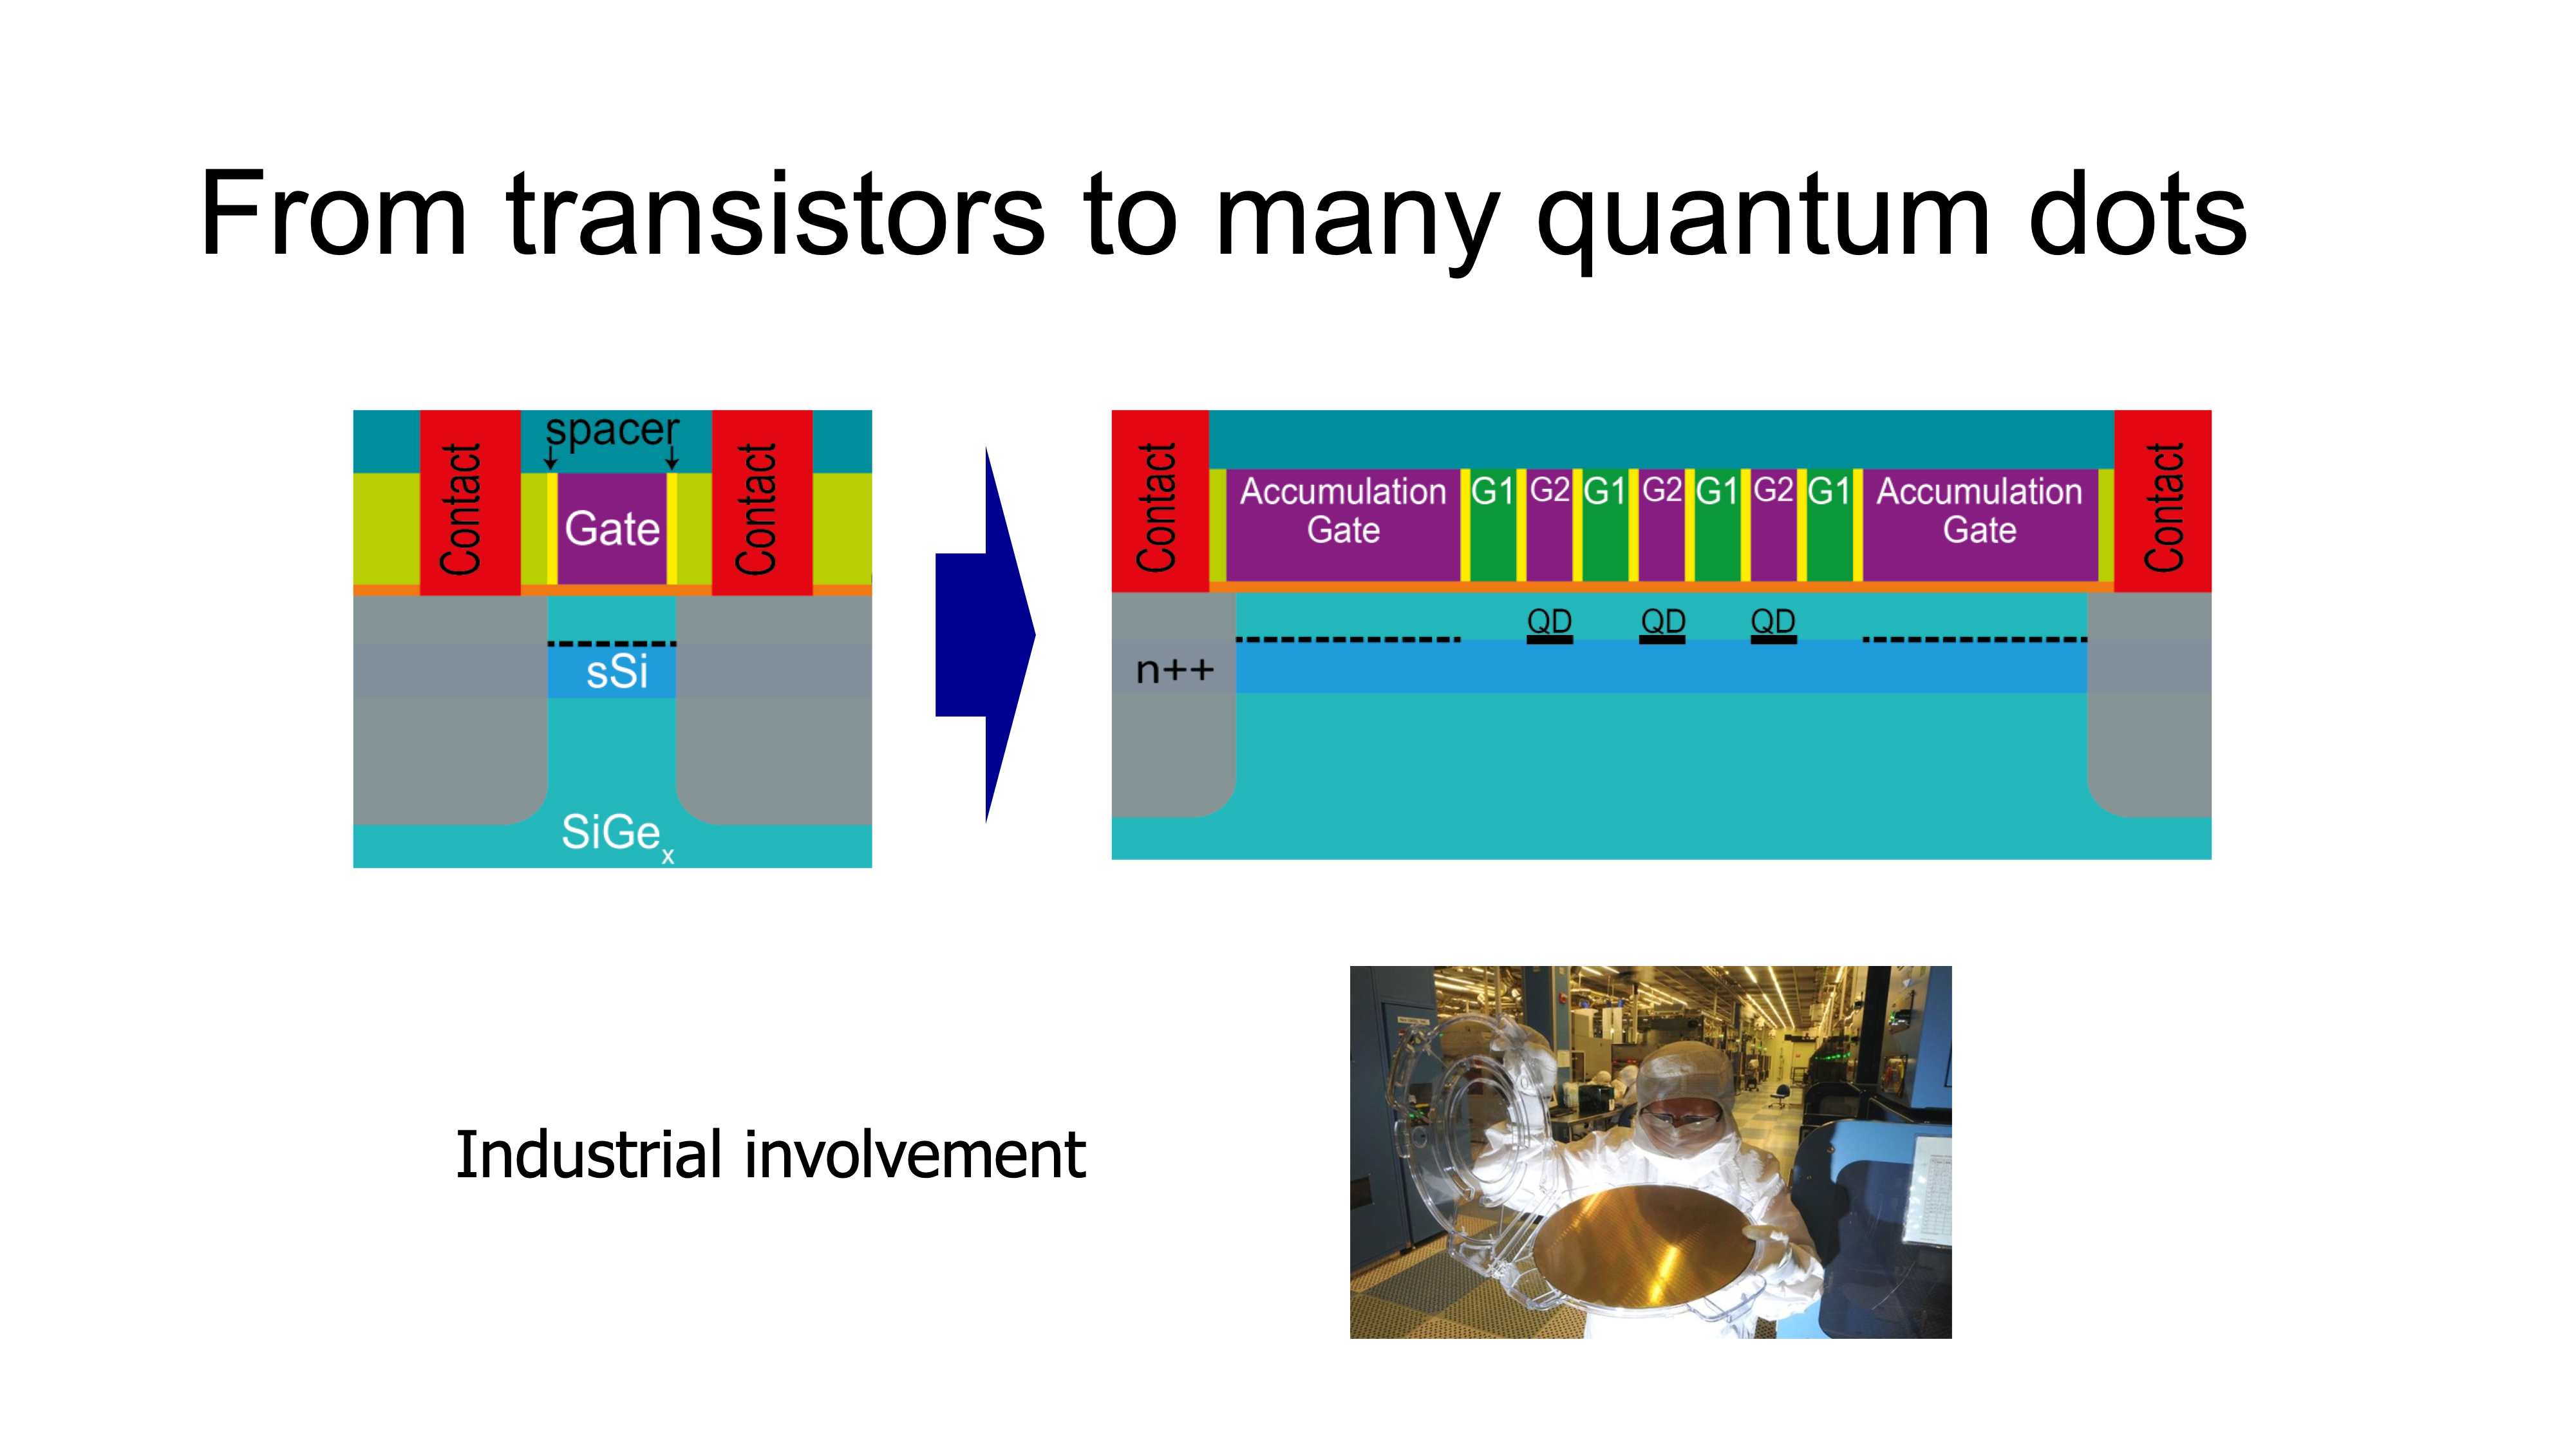 From transistors to many quantum dots
spacer
Contact
Gate
Contact
sSi
SiGex
Contact
Accumulation
Gate
G1
G2
G1
G2
G1
G2
G1
Accumulation
Gate
Contact
QD
QD
QD
n++
Industrial involvement